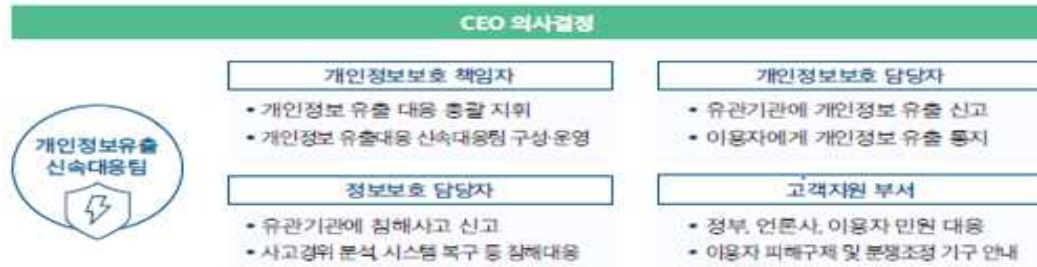 CEO 의사결정
개인정보유출
신속대응팀
개인정보보호 책임자
• 개인정보 유출 대응 총괄 지휘
• 개인정보 유출대응 신속대응팀 구성·운영
개인정보보호 담당자
• 유관기관에 개인정보 유출 신고
• 이용자에게 개인정보 유출 통지
정보보호 담당자
• 유관기관에 침해사고 신고
• 사고경위 분석, 시스템 복구 등 침해대응
고객지원 부서
• 정부, 언론사, 이용자 민원 대응
• 이용자 피해구제 및 분쟁조정 기구 안내